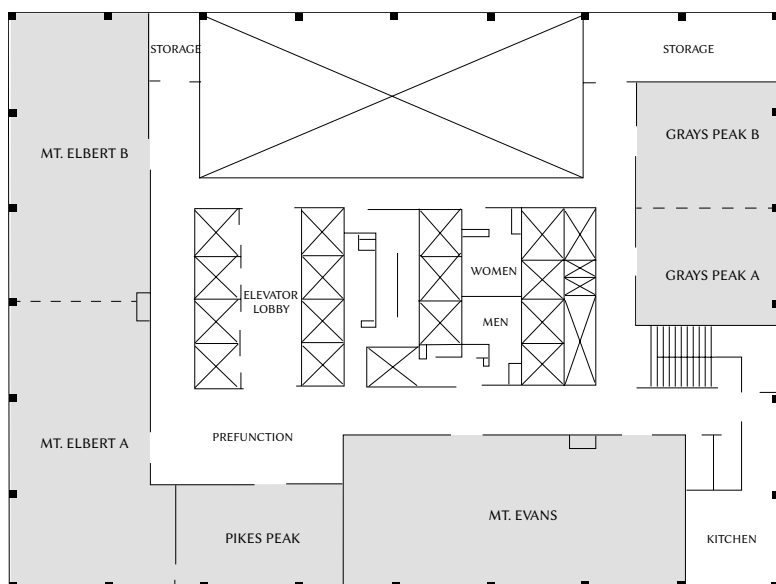 STORAGE
STORAGE
MT. ELBERT B
GRAYS PEAK B
WOMEN
GRAYS PEAK A
ELEVATOR
LOBBY
MEN
PREFUNCTION
MT. ELBERT A
MT. EVANS
PIKES PEAK
KITCHEN